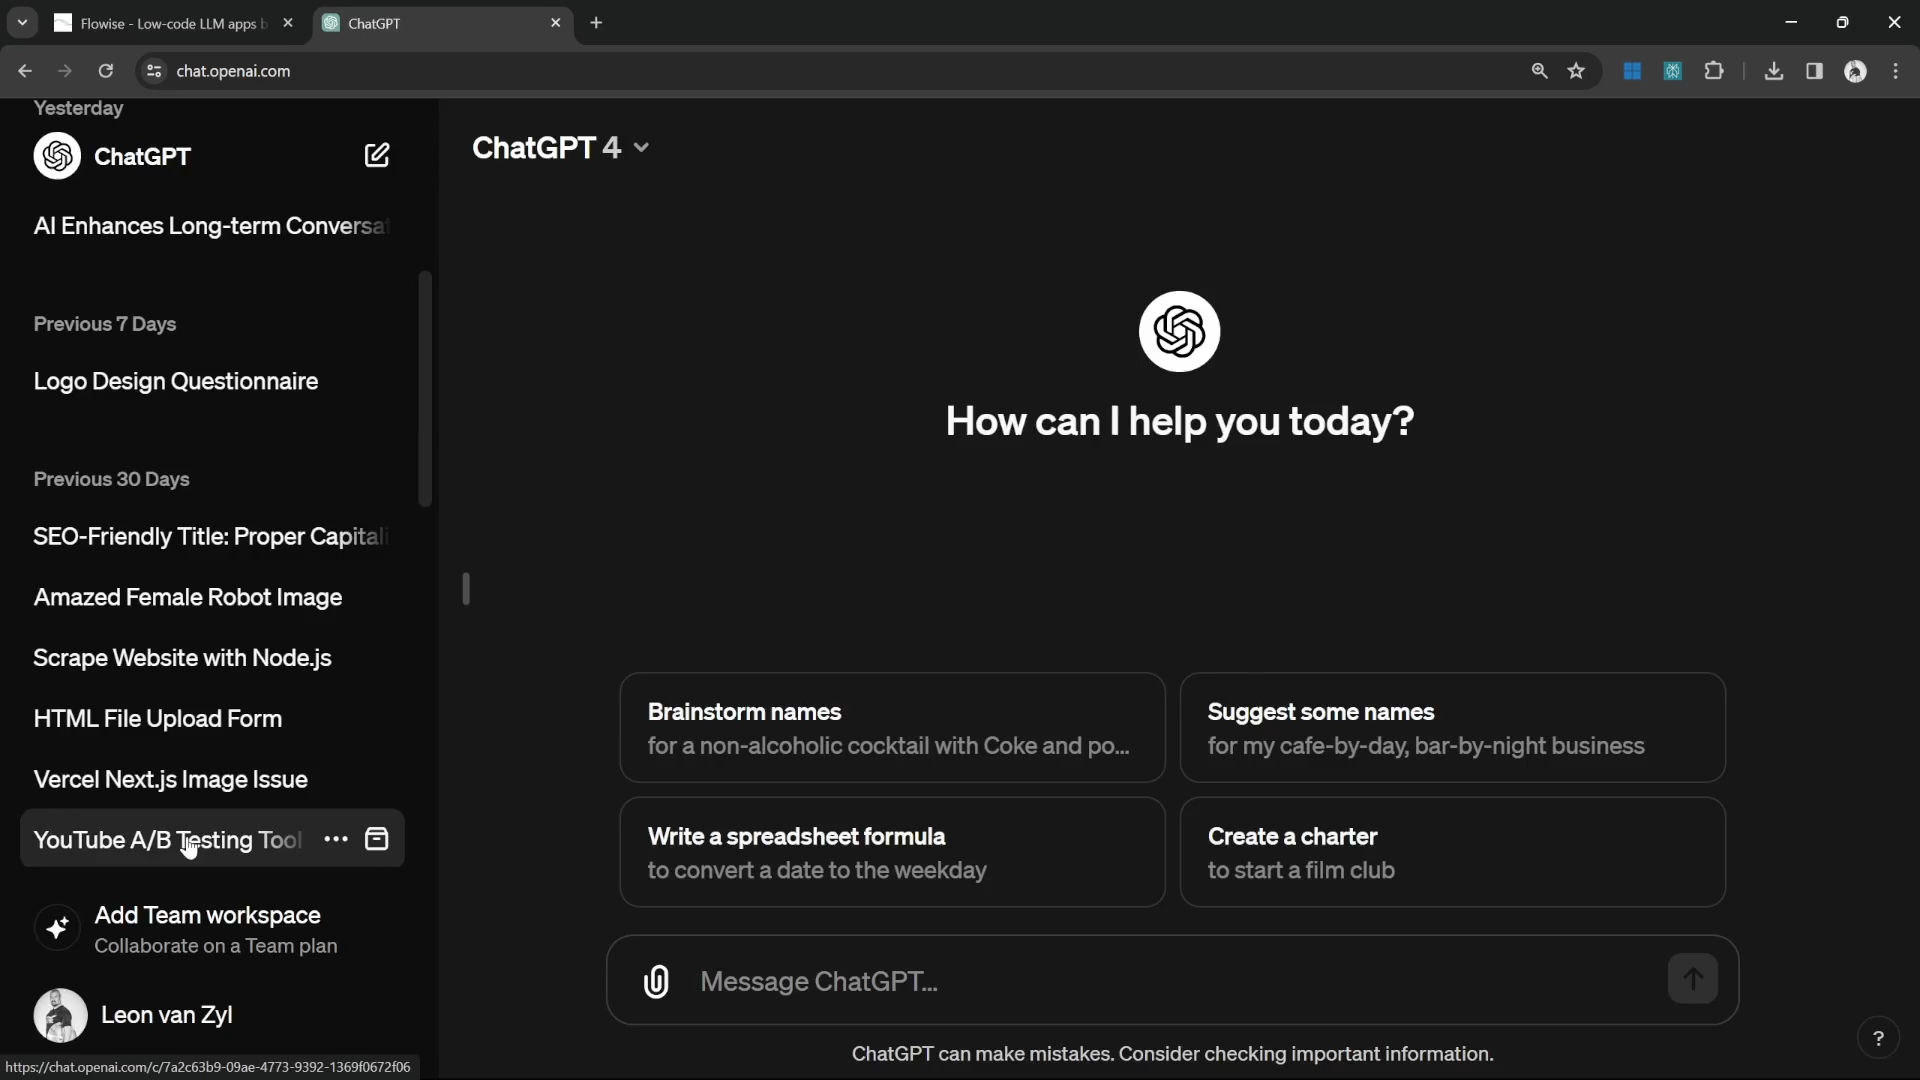 Flowise - Low-code LLM apps b
ChatGPT
chat.openai.com
Yesterday
ChatGPT
AI Enhances Long-term Conversat
Previous 7 Days
Logo Design Questionnaire
Previous 30 Days
SEO-Friendly Title: Proper Capitali
Amazed Female Robot Image
Scrape Website with Node.js
HTML File Upload Form
Vercel Next.js Image Issue
YouTube A/B Testing Tool
Add Team workspace
Collaborate on a Team plan
Leon van Zyl
https://chat.openai.com/c/7a2c63b9-09ae-4773-9392-1369f0672f06
ChatGPT 4
How can I help you today?
Brainstorm names
for a non-alcoholic cocktail with Coke and po...
Suggest some names
for my cafe-by-day, bar-by-night business
Write a spreadsheet formula
to convert a date to the weekday
Create a charter
to start a film club
Message ChatGPT...
ChatGPT can make mistakes. Consider checking important information.
?